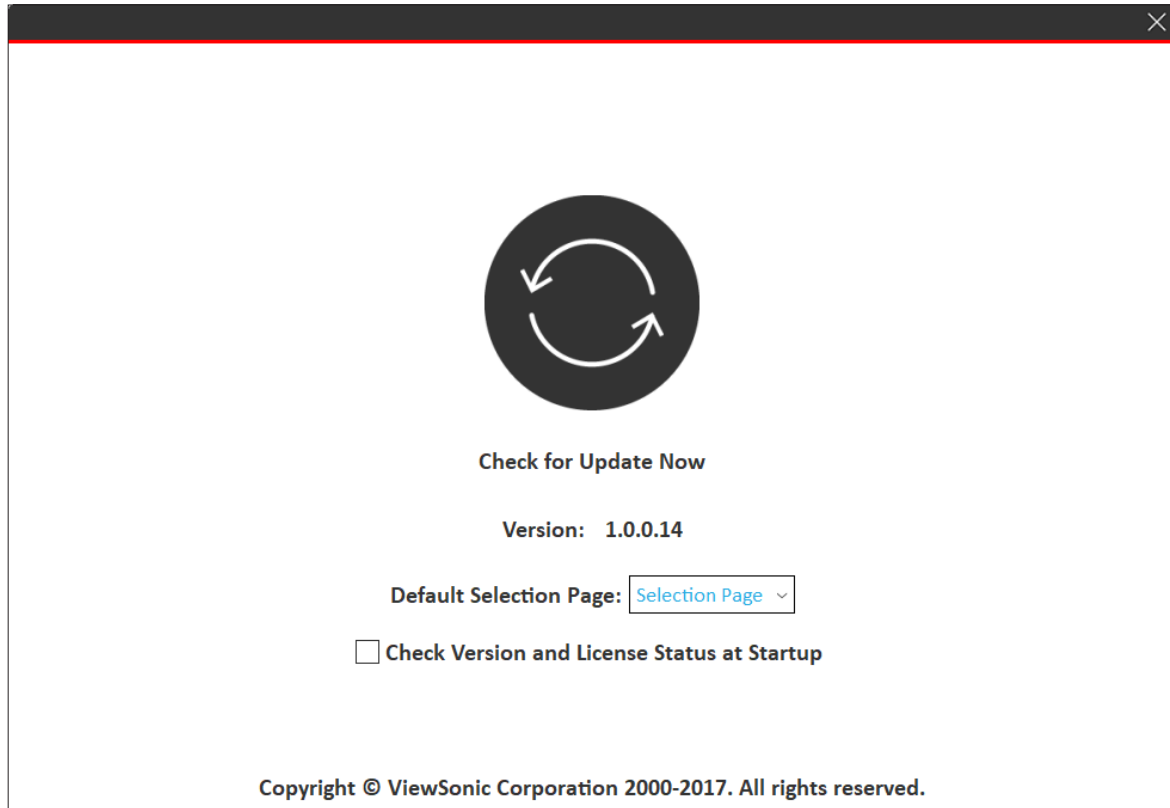 Check for Update Now
Version: 1.0.0.14
Default Selection Page: Selection Page
Check Version and License Status at Startup
Copyright © ViewSonic Corporation 2000-2017. All rights reserved.